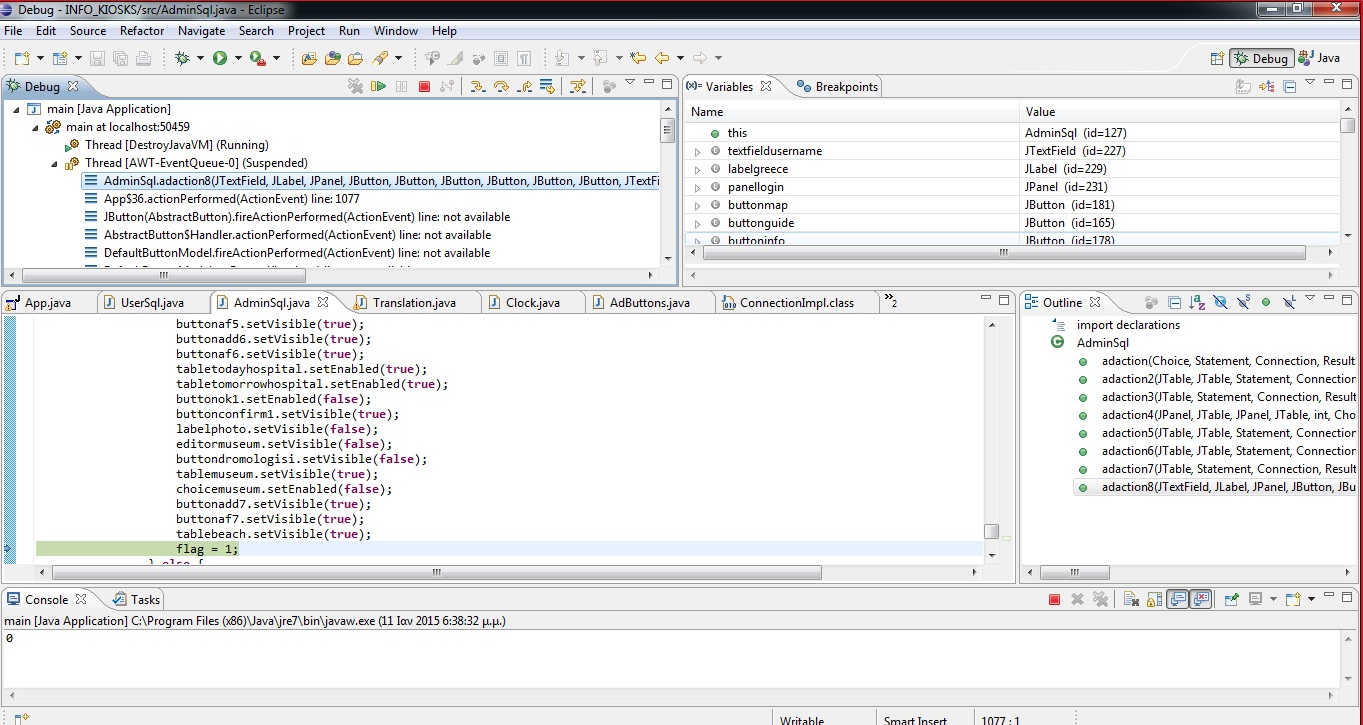 Debug - INFO_KIOSKS/src/AdminSql.java - Eclipse
File Edit Source Refactor Navigate Search Project Run Window Help
Debug Java
Debug
main [Java Application]
main at localhost:50459
Thread [DestroyJavaVM] (Running)
Thread [AWT-EventQueue-0] (Suspended)
AdminSql.adaction8(JTextField, JLabel, JPanel, JButton, JButton, JButton, JButton, JButton, JButton, JTextFi
App$36.actionPerformed(ActionEvent) line: 1077
JButton(AbstractButton).fireActionPerformed(ActionEvent) line: not available
AbstractButton$Handler.actionPerformed(ActionEvent) line: not available
DefaultButtonModel.fireActionPerformed(ActionEvent) line: not available
(x)= Variables Breakpoints
Name Value
this AdminSql (id=127)
textfieldusername JTextField (id=227)
labelgreece JLabel (id=229)
panellogin JPanel (id=231)
buttonmap JButton (id=181)
buttonguide JButton (id=165)
buttoninfo JButton (id=178)
App.java UserSql.java AdminSql.java Translation.java Clock.java AdButtons.java ConnectionImpl.class »2
buttonaf5.setVisible(true);
buttonadd6.setVisible(true);
buttonaf6.setVisible(true);
tabletodayhospital.setEnabled(true);
tabletomorrowhospital.setEnabled(true);
buttonok1.setEnabled(false);
buttonconfirm1.setVisible(true);
labelphoto.setVisible(false);
editormuseum.setVisible(false);
buttondromologisi.setVisible(false);
tablemuseum.setVisible(true);
choicemuseum.setEnabled(false);
buttonadd7.setVisible(true);
buttonaf7.setVisible(true);
tablebeach.setVisible(true);
flag = 1;
} else {
Outline
import declarations
AdminSql
adaction(Choice, Statement, Connection, Result
adaction2(JTable, JTable, Statement, Connection
adaction3(JTable, Statement, Connection, Result
adaction4(JPanel, JTable, JPanel, JTable, int, Cho
adaction5(JTable, JTable, Statement, Connection
adaction6(JTable, JTable, Statement, Connection
adaction7(JTable, Statement, Connection, Result
adaction8(JTextField, JLabel, JPanel, JButton, JBu
Console Tasks
main [Java Application] C:\Program Files (x86)\Java\jre7\bin\javaw.exe (11 Ιαν 2015 6:38:32 μ.μ.)
0
Writable Smart Insert 1077 : 1